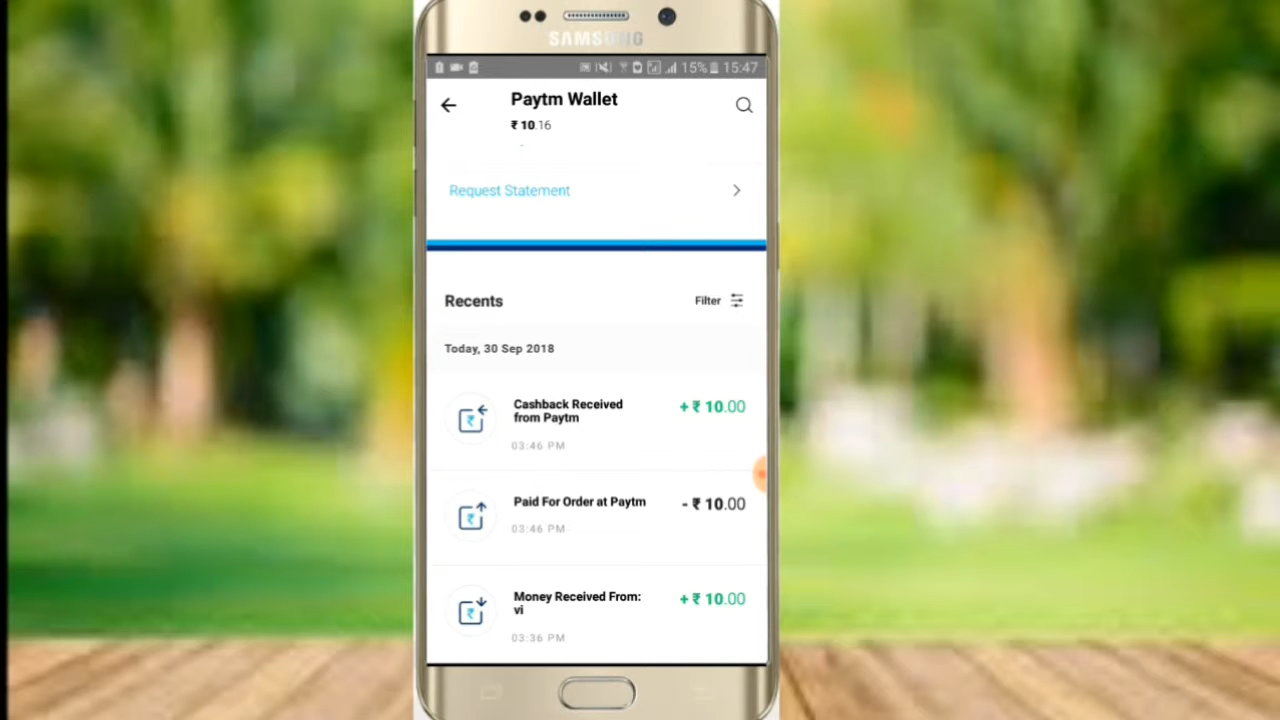 SAMSUNG
15% 15:47
Paytm Wallet
₹ 10.16
Request Statement
Recents
Filter
Today, 30 Sep 2018
Cashback Received
from Paytm
+ ₹ 10.00
03:46 PM
Paid For Order at Paytm
- ₹ 10.00
03:46 PM
Money Received From:
vi
+ ₹ 10.00
03:36 PM